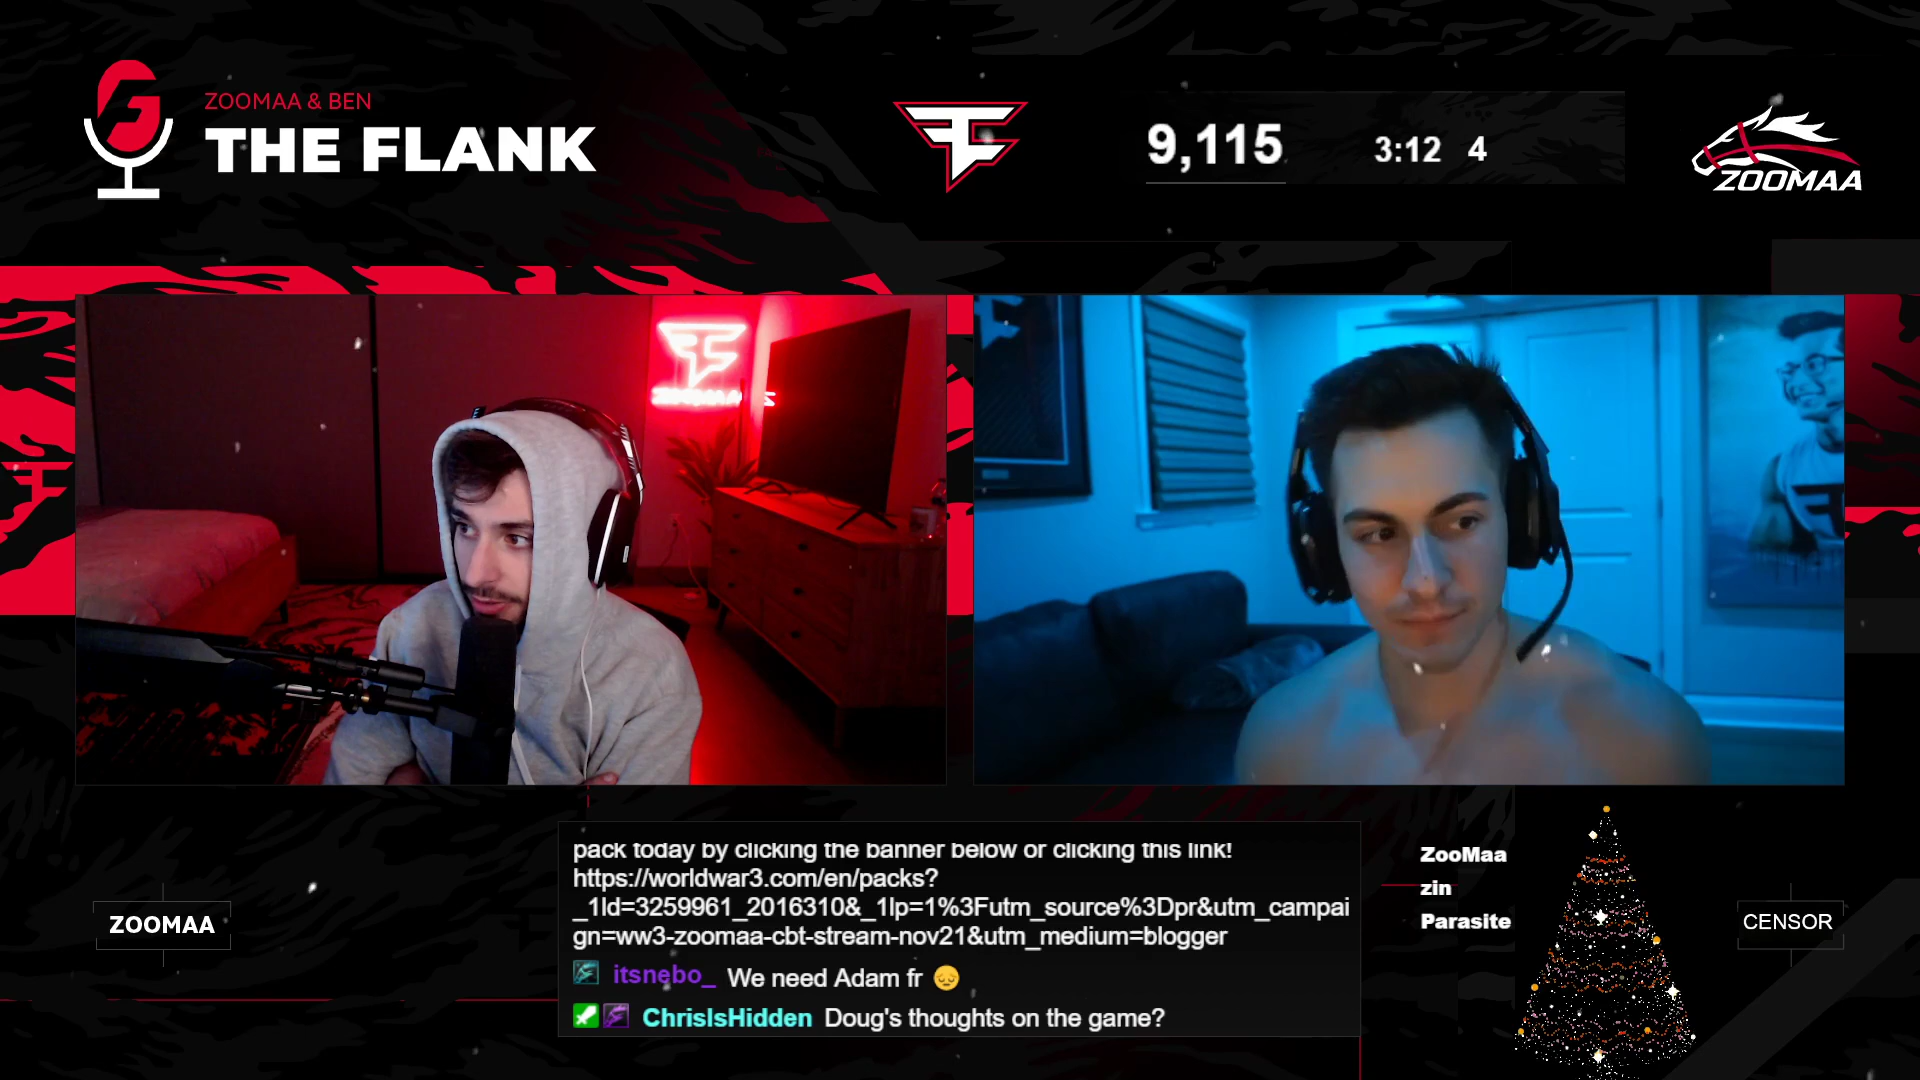 ZOOMAA & BEN
THE FLANK
9,115
3:12 4
ZOOMAA
ZOOMAA
pack today by clicking the banner below or clicking this link!
https://worldwar3.com/en/packs?
_1ld=3259961_2016310&_1lp=1%3Futm_source%3Dpr&utm_campai
gn=ww3-zoomaa-cbt-stream-nov21&utm_medium=blogger
itsnebo_ We need Adam fr 😔
ChrisIsHidden Doug's thoughts on the game?
ZooMaa
zin
Parasite
ZOOMAA
CENSOR